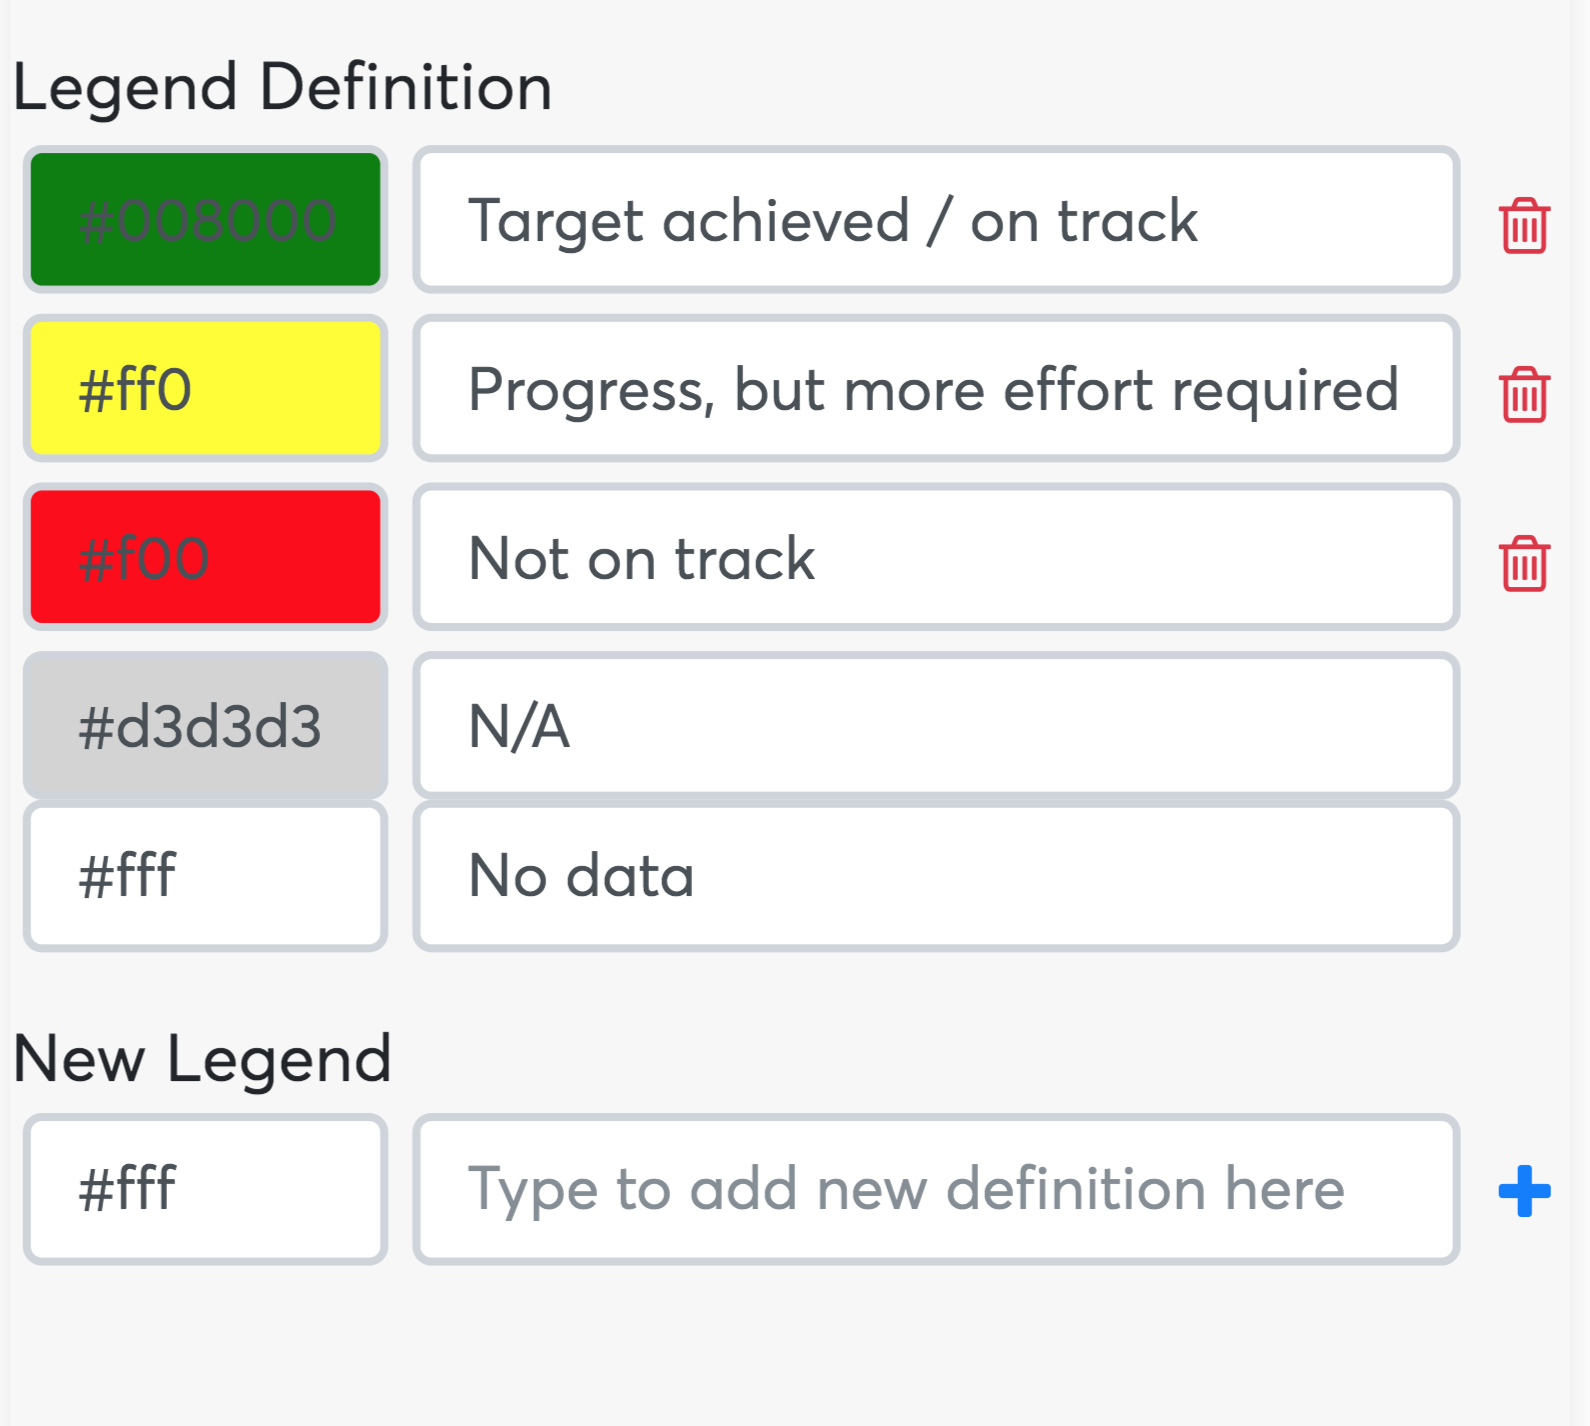 Legend Definition
#008000 Target achieved / on track
#ff0 Progress, but more effort required
#f00 Not on track
#d3d3d3 N/A
#fff No data
New Legend
#fff Type to add new definition here